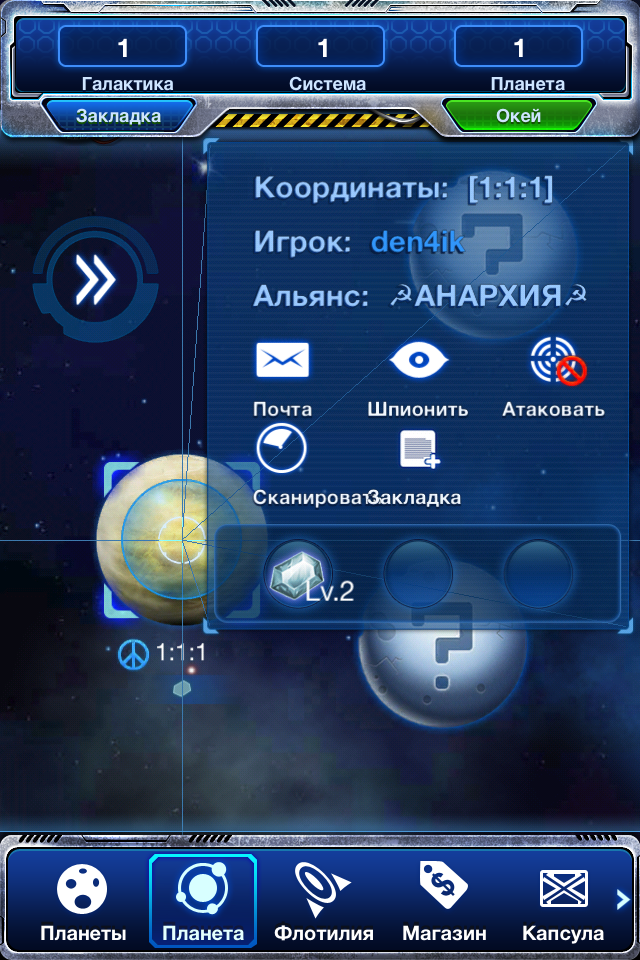 1 1 1
Галактика Система Планета
Закладка Окей
Координаты: [1:1:1]
Игрок: den4ik
Альянс: ☭АНАРХИЯ☭
Почта Шпионить Атаковать
Сканировать Закладка
Lv.2
1:1:1
Планеты Планета Флотилия Магазин Капсула